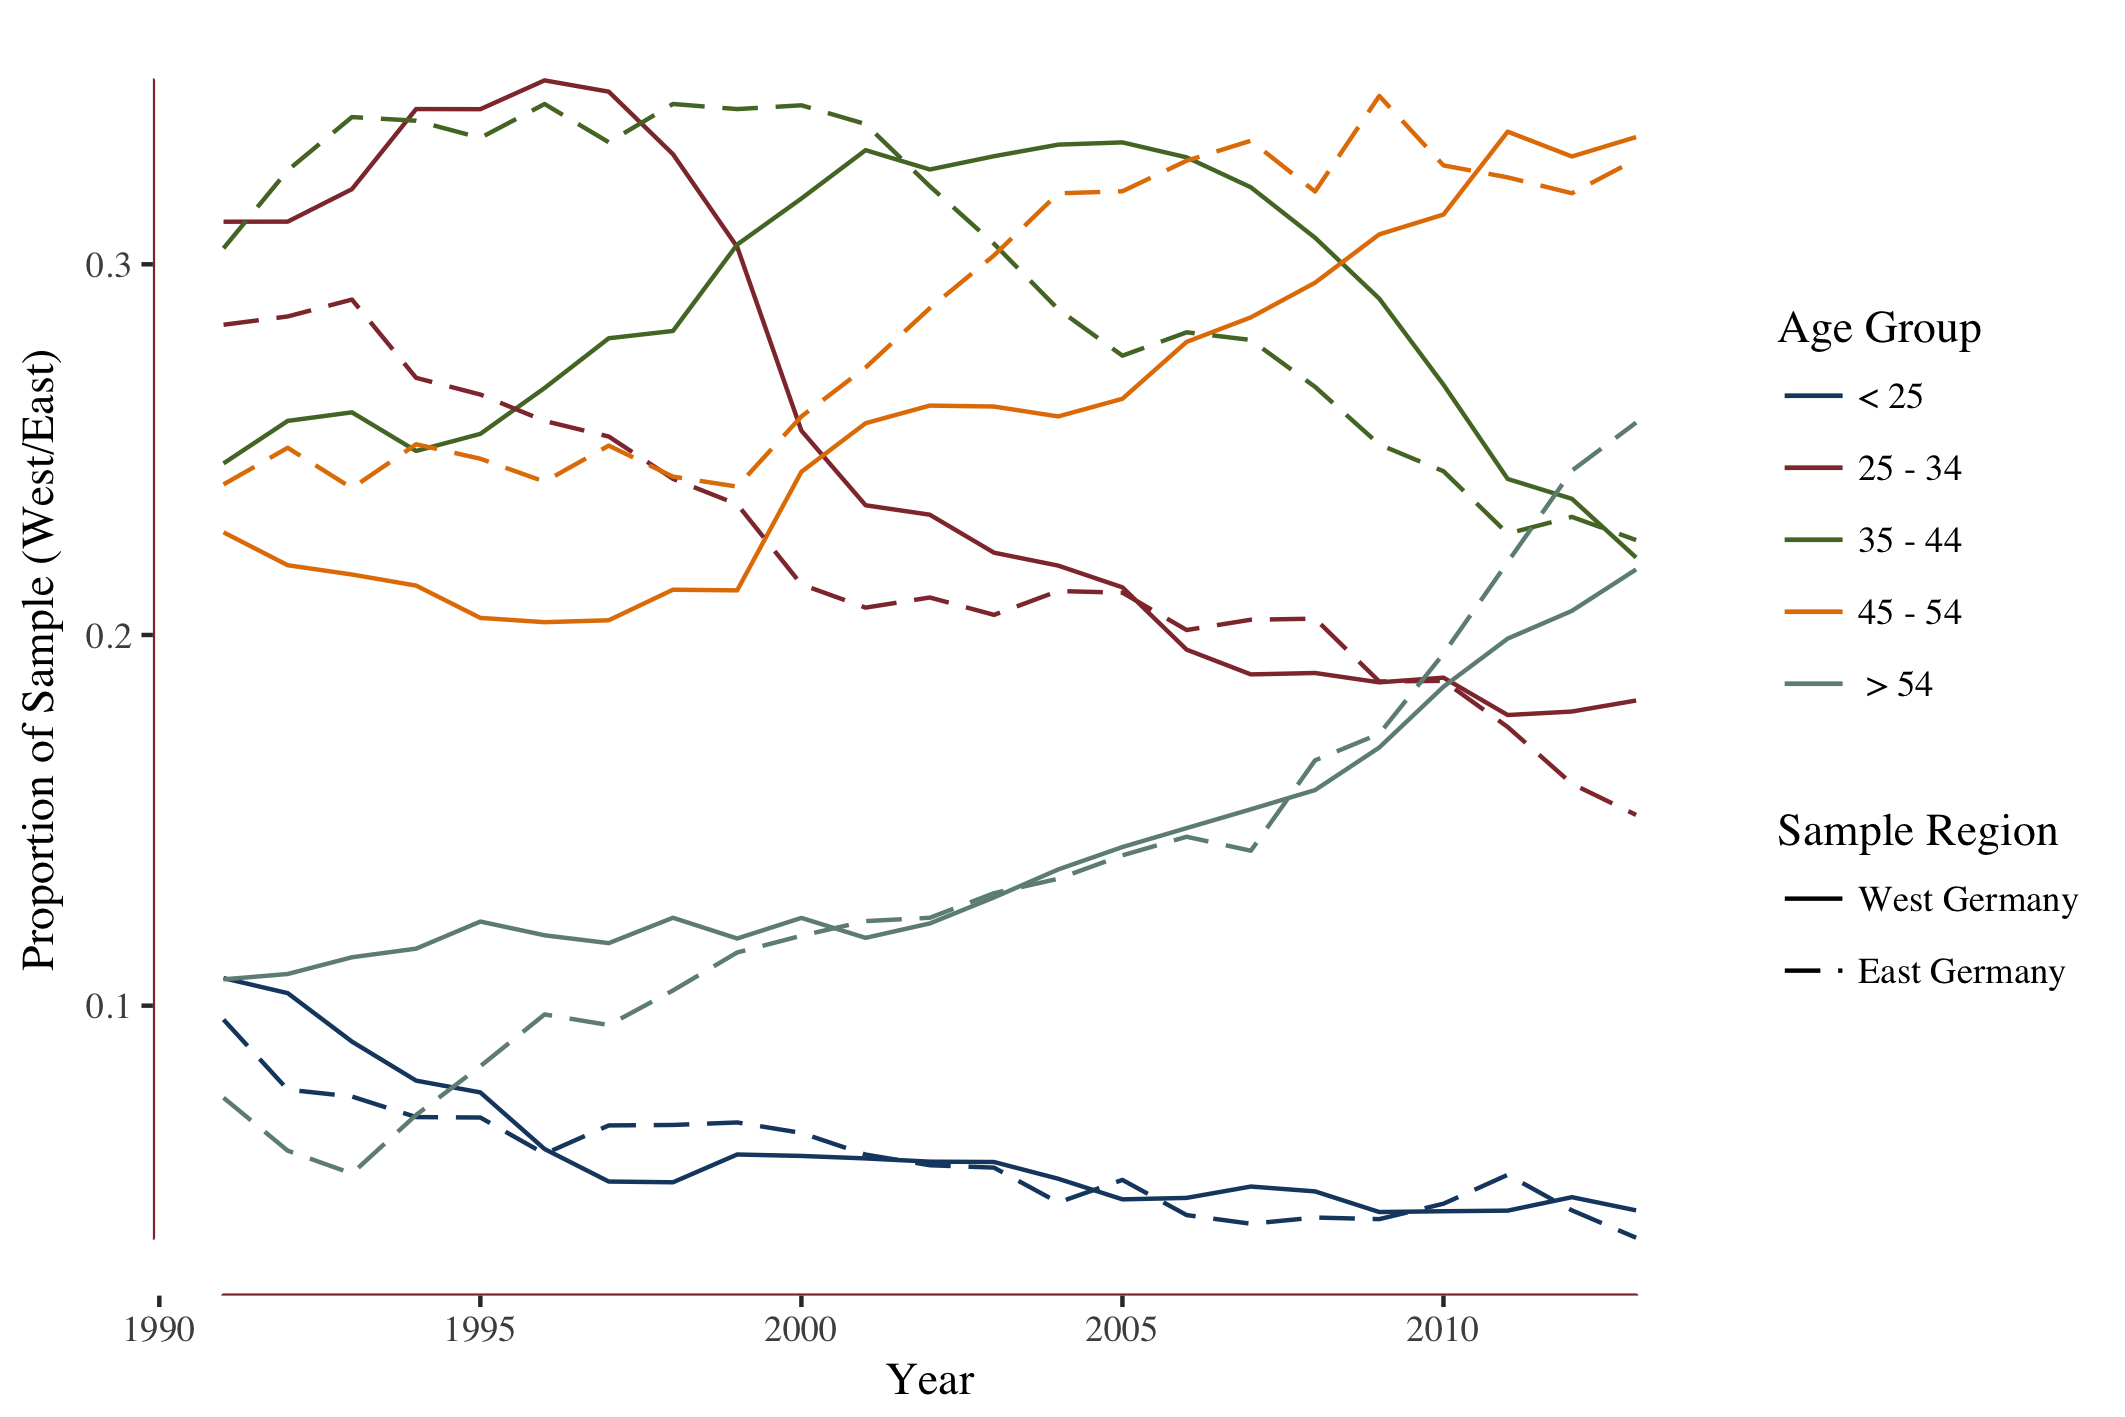 Proportion of Sample (West/East)
0.3
0.2
0.1
1990 1995 2000 2005 2010
Year
Age Group
< 25
25 - 34
35 - 44
45 - 54
> 54
Sample Region
West Germany
East Germany